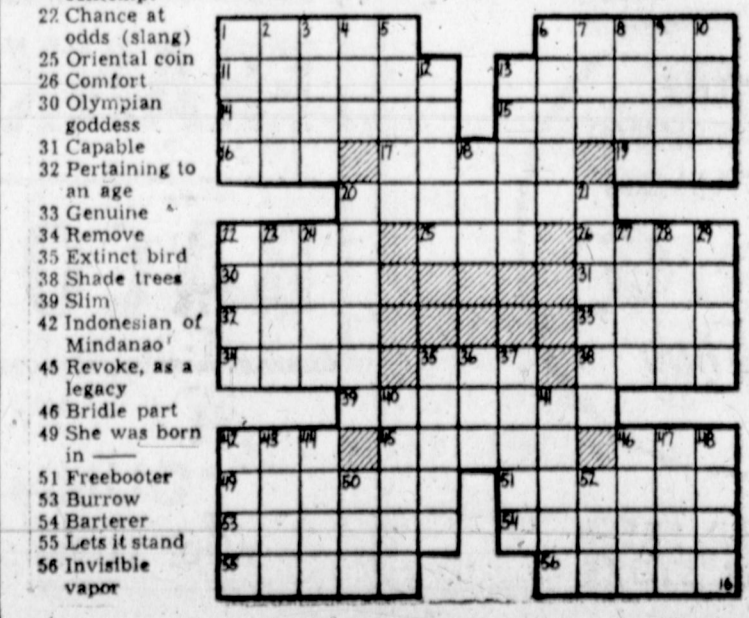 22 Chance at
odds (slang)
25 Oriental coin
26 Comfort
30 Olympian
goddess
31 Capable
32 Pertaining to
an age
33 Genuine
34 Remove
35 Extinct bird
38 Shade trees
39 Slim
42 Indonesian of
Mindanao
45 Revoke, as a
legacy
46 Bridle part
49 She was born
in —
51 Freebooter
53 Burrow
54 Barterer
55 Lets it stand
56 Invisible
vapor
1 2 3 4 5 6 7 8 9 10
11 12 13
14 15
16 17 18 19
20 21
22 23 24 25 26 27 28 29
30 31
32 33
34 35 36 37 38
39 40 41
42 43 44 45 46 47 48
49 50 51 52
53 54
55 56
16